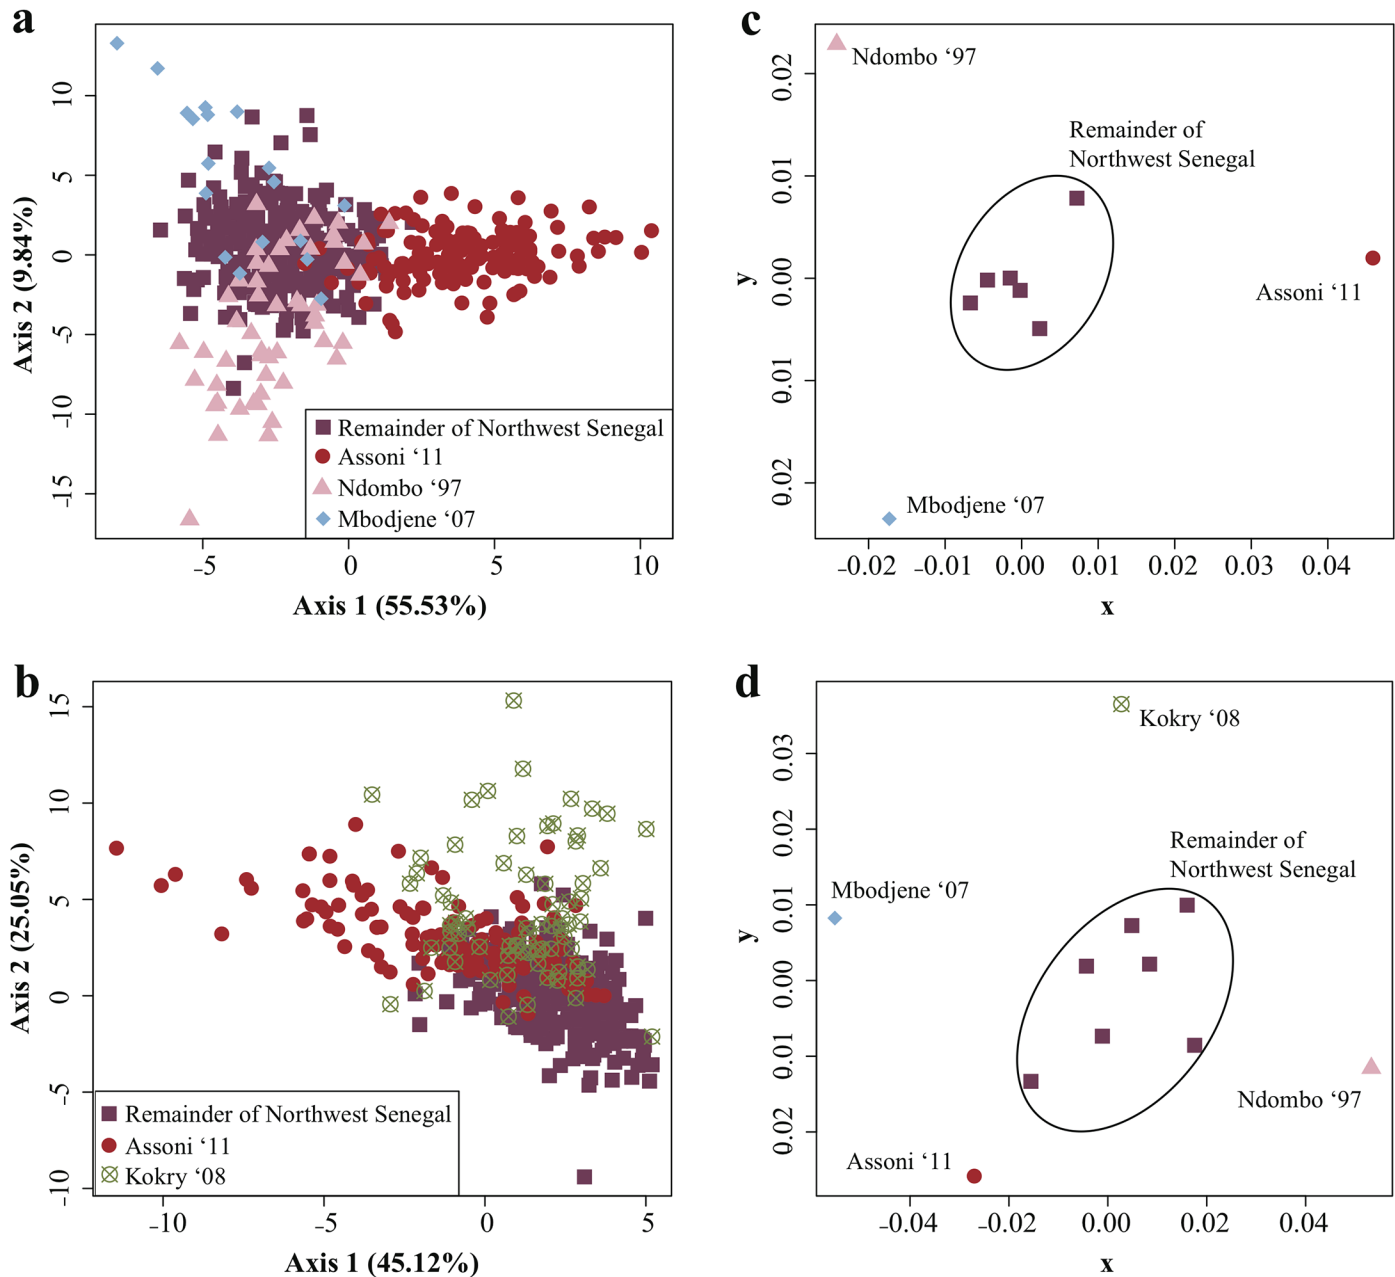 a
10
5
0
-5
-10
-15
Axis 2 (9.84%)
Remainder of Northwest Senegal
Assoni ‘11
Ndombo ‘97
Mbodjene ‘07
-5
0
5
10
Axis 1 (55.53%)
c
Ndombo ‘97
Remainder of
Northwest Senegal
Assoni ‘11
Mbodjene ‘07
0.02
0.01
0.00
0.01
0.02
y
-0.02
-0.01
0.00
0.01
0.02
0.03
0.04
x
b
15
10
5
0
-5
-10
Axis 2 (25.05%)
Remainder of Northwest Senegal
Assoni ‘11
Kokry ‘08
-10
-5
0
5
Axis 1 (45.12%)
d
Kokry ‘08
Remainder of
Northwest Senegal
Mbodjene ‘07
Ndombo ‘97
Assoni ‘11
0.03
0.02
0.01
0.00
0.01
0.02
y
-0.04
-0.02
0.00
0.02
0.04
x